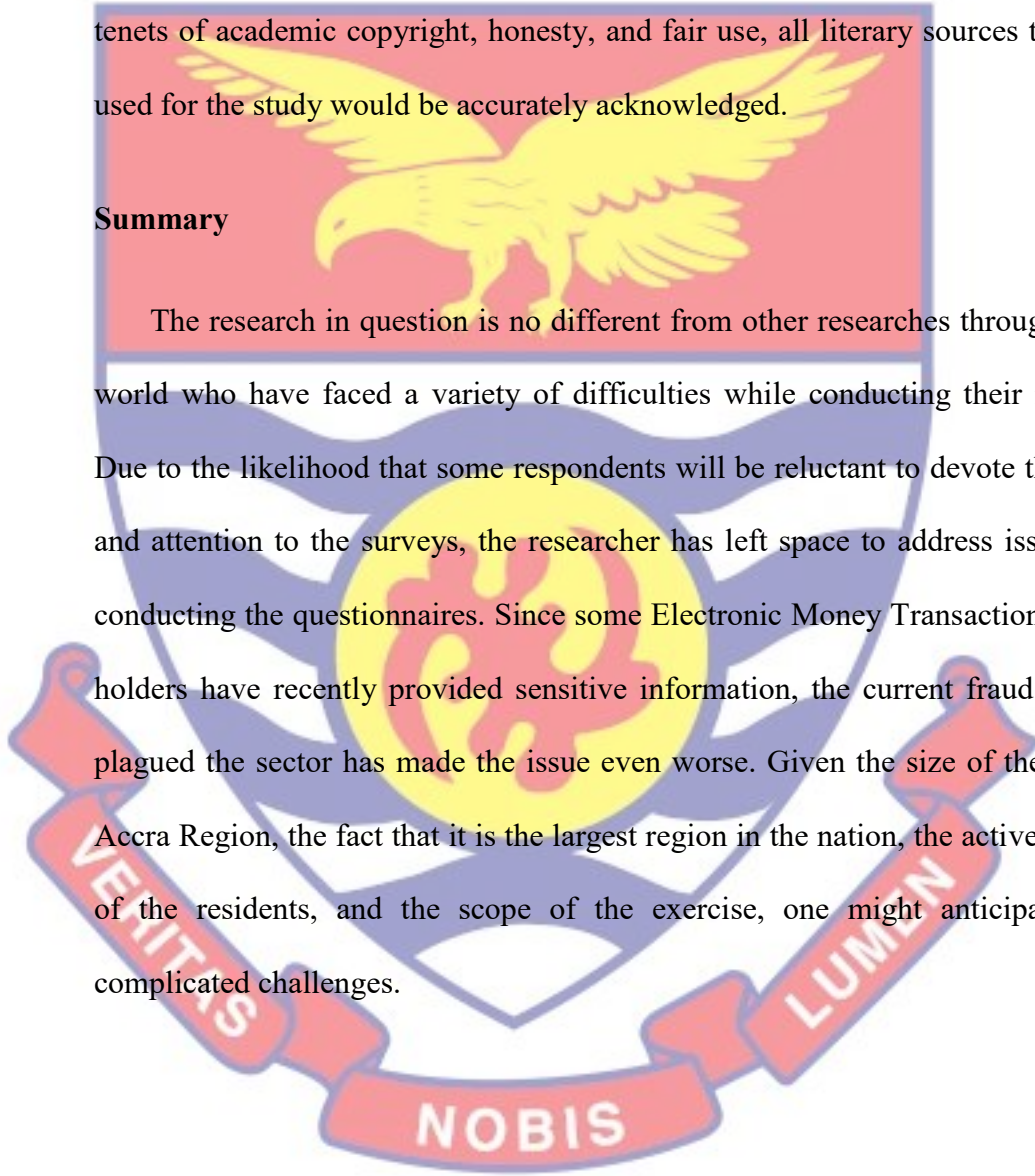 tenets of academic copyright, honesty, and fair use, all literary sources t
used for the study would be accurately acknowledged.
Summary
The research in question is no different from other researches throug
world who have faced a variety of difficulties while conducting their
Due to the likelihood that some respondents will be reluctant to devote t
and attention to the surveys, the researcher has left space to address iss
conducting the questionnaires. Since some Electronic Money Transaction
holders have recently provided sensitive information, the current fraud
plagued the sector has made the issue even worse. Given the size of the
Accra Region, the fact that it is the largest region in the nation, the active
of the residents, and the scope of the exercise, one might anticipa
complicated challenges.
VERITAS
NOBIS
LUMEN